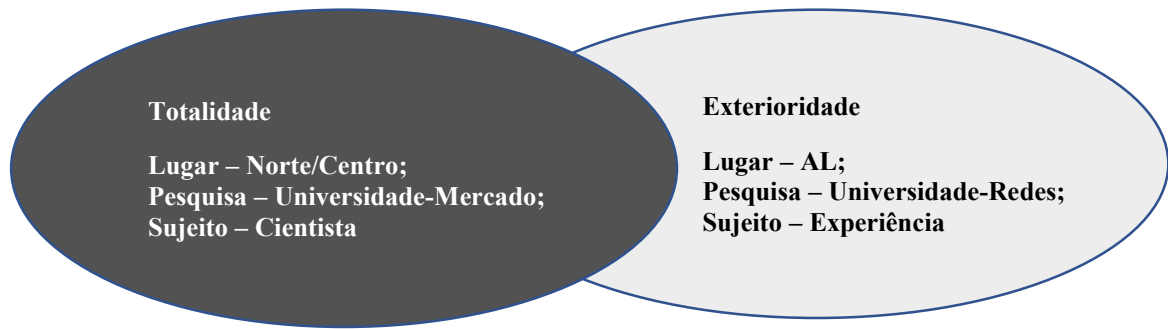 Totalidade
Lugar – Norte/Centro;
Pesquisa – Universidade-Mercado;
Sujeito – Cientista
Exterioridade
Lugar – AL;
Pesquisa – Universidade-Redes;
Sujeito – Experiência